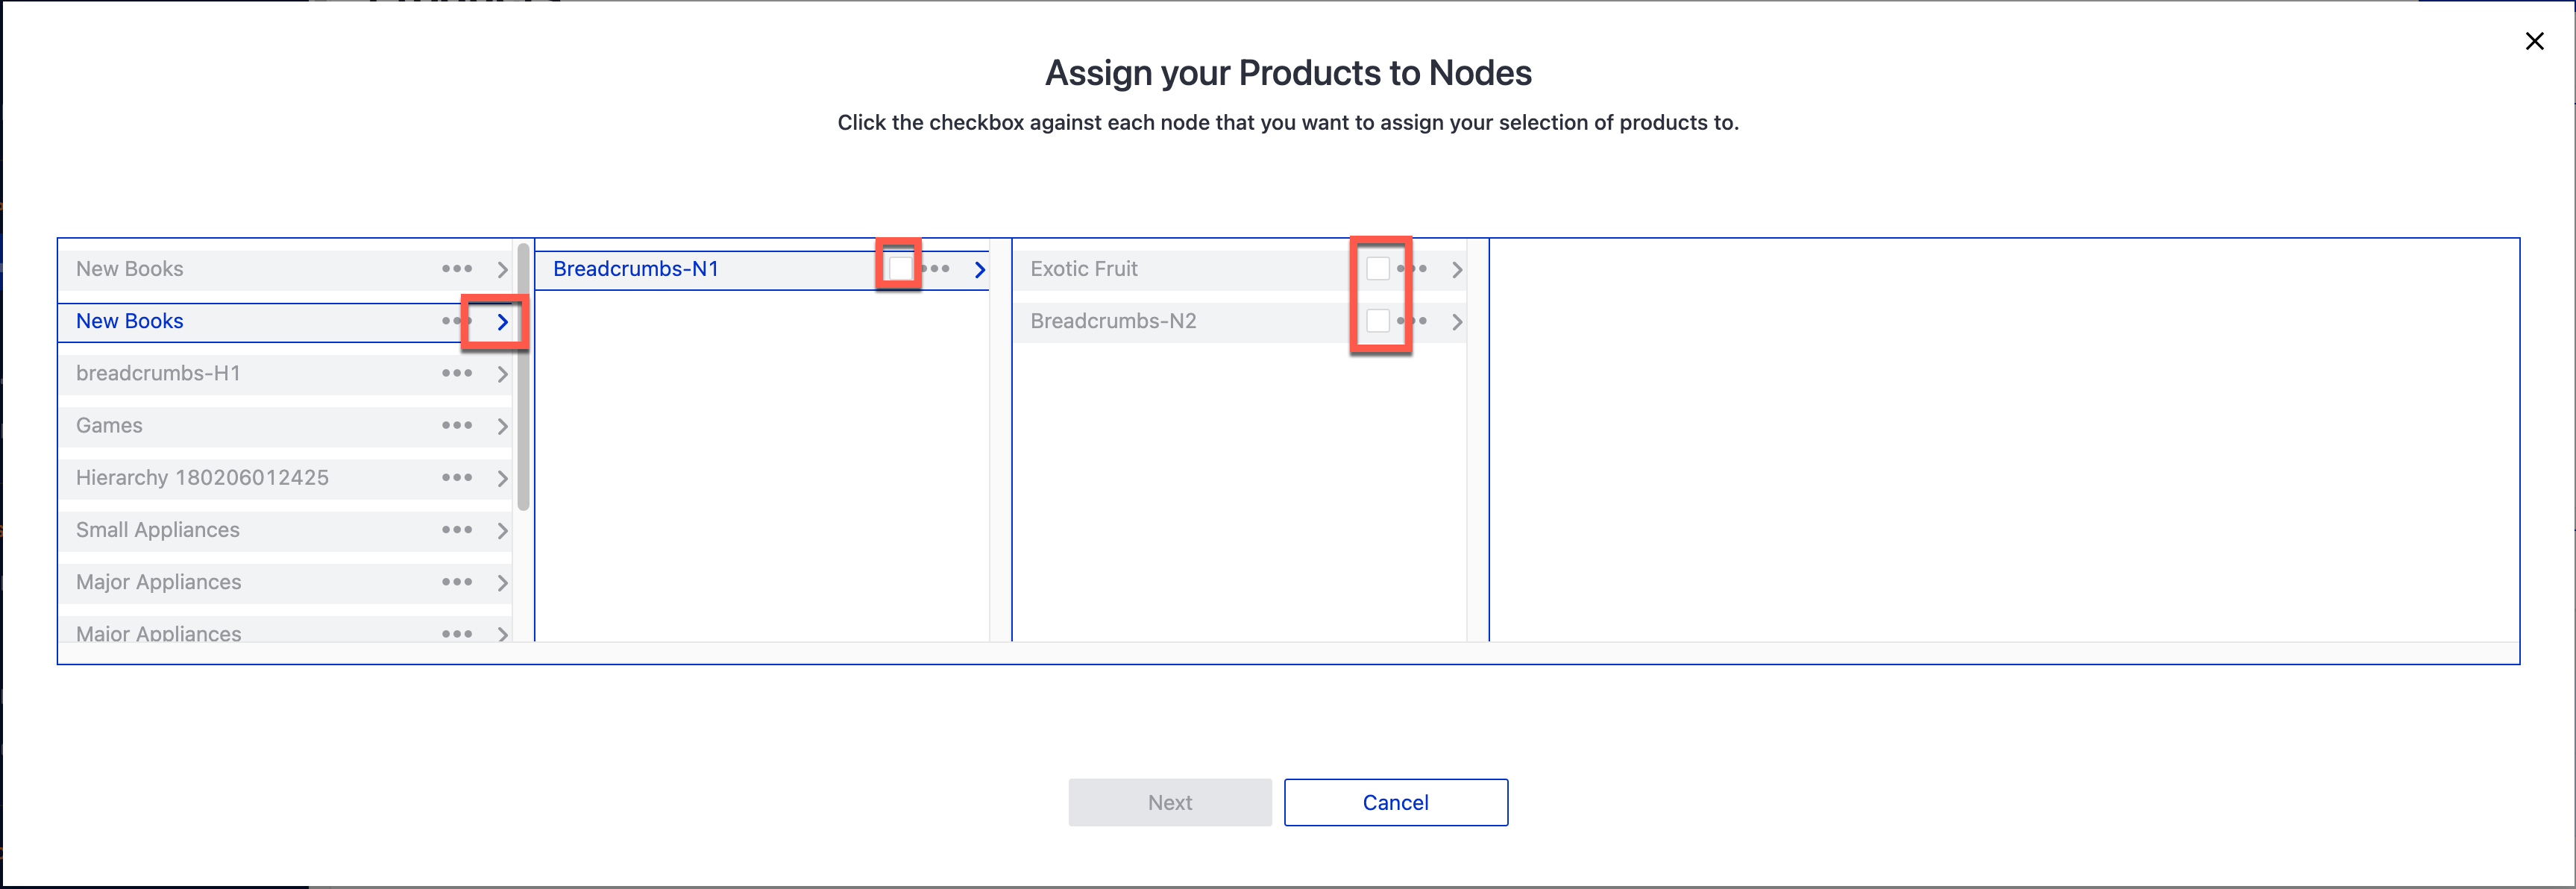 Assign your Products to Nodes
Click the checkbox against each node that you want to assign your selection of products to.
New Books
New Books
breadcrumbs-H1
Games
Hierarchy 180206012425
Small Appliances
Major Appliances
Major Appliances
Breadcrumbs-N1
Exotic Fruit
Breadcrumbs-N2
Next
Cancel